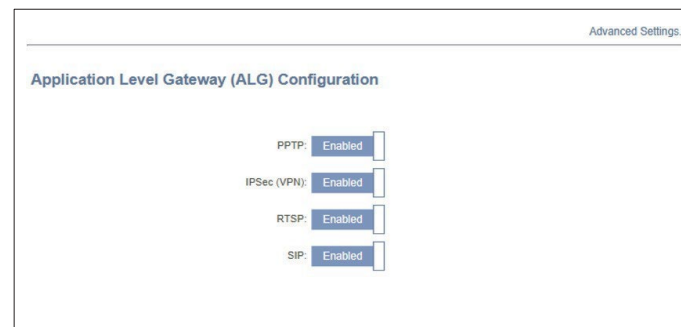 Advanced Settings.
Application Level Gateway (ALG) Configuration
PPTP: Enabled
IPSec (VPN): Enabled
RTSP: Enabled
SIP: Enabled